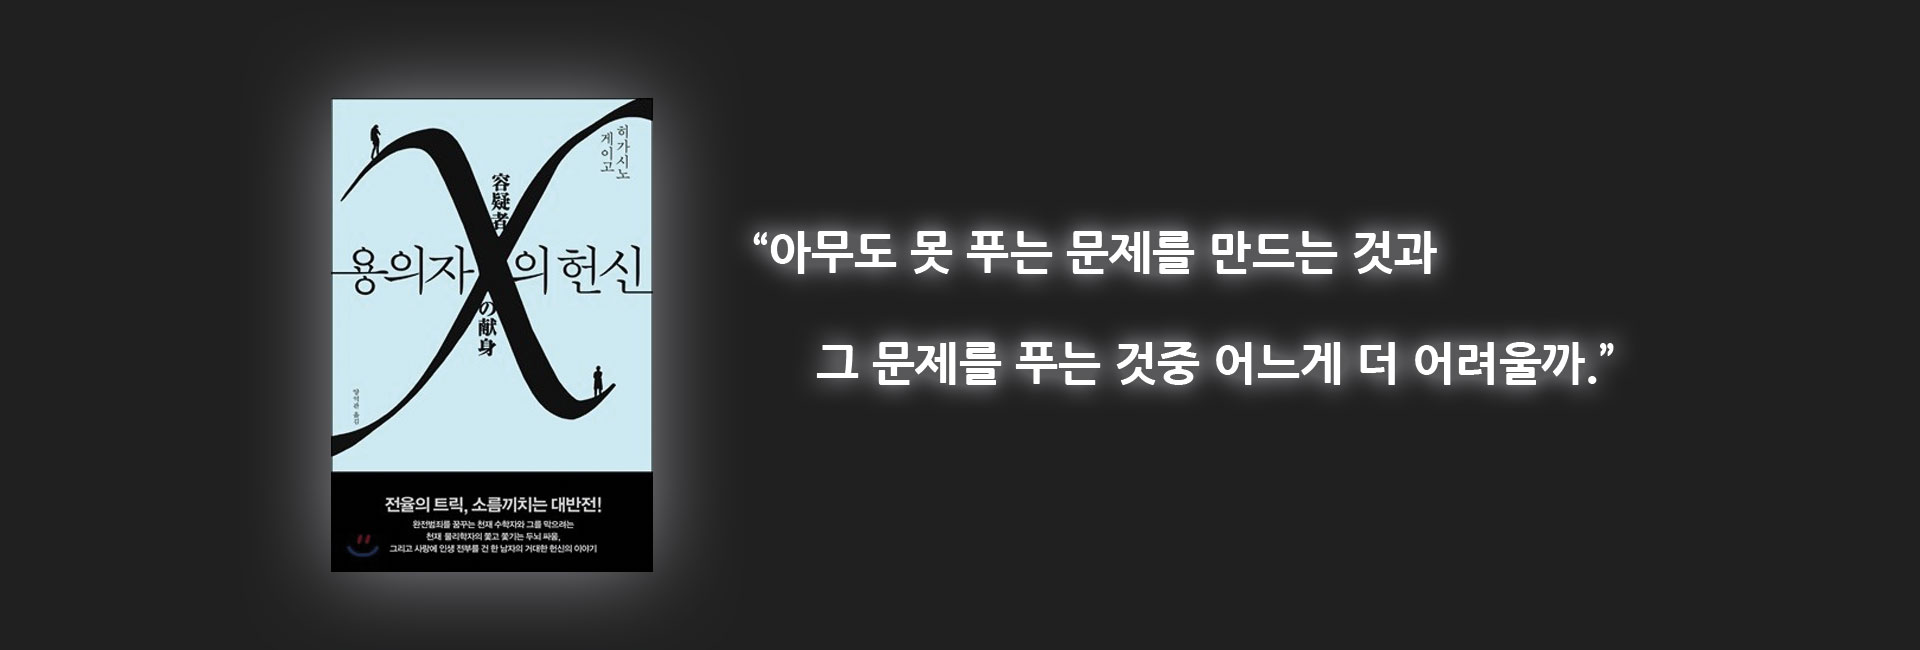 히가시노
게이고
容疑者
용의자X의 헌신
の献身
양억관 옮김
전율의 트릭, 소름끼치는 대반전!
완전범죄를 꿈꾸는 천재 수학자와 그를 막으려는
천재 물리학자의 쫓고 쫓기는 두뇌 싸움,
그리고 사랑에 인생 전부를 건 한 남자의 거대한 헌신의 이야기
“아무도 못 푸는 문제를 만드는 것과
그 문제를 푸는 것중 어느게 더 어려울까.”